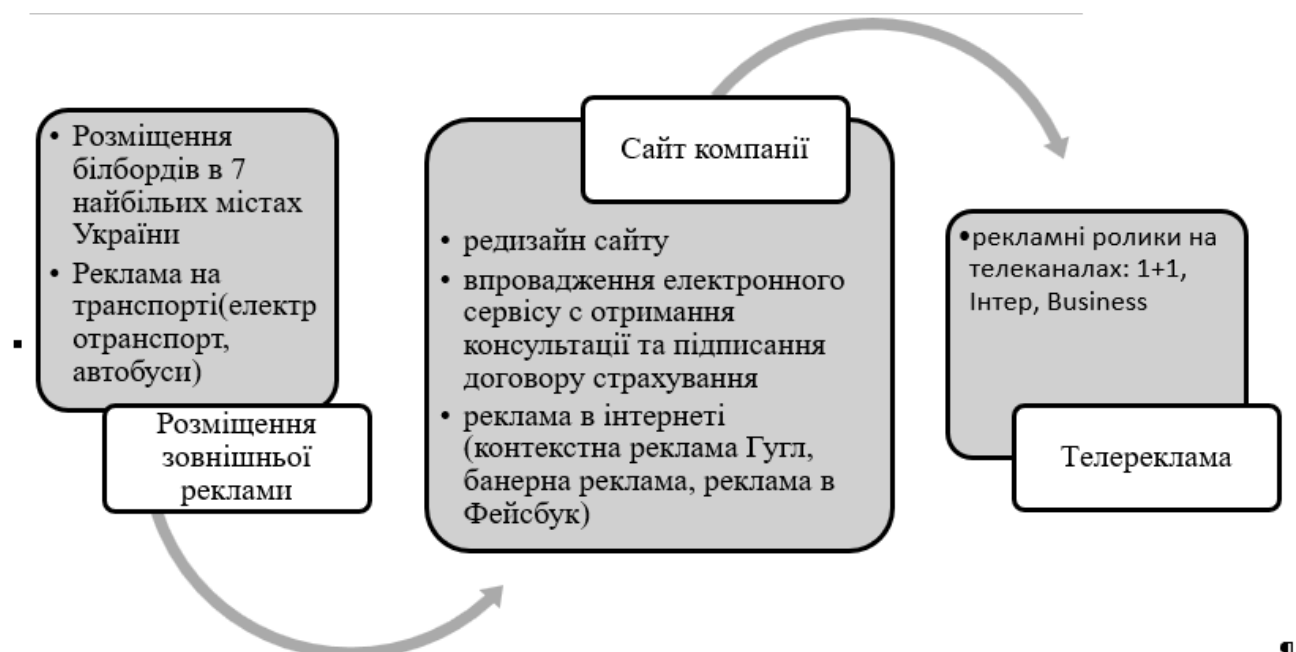 • Розміщення
білбордів в 7
найбільих містах
України
• Реклама на
транспорті(електр
отранспорт,
автобуси)
Розміщення
зовнішньої
реклами
Сайт компанії
• редизайн сайту
• впровадження електронного
сервісу с отримання
консультації та підписання
договору страхування
• реклама в інтернеті
(контекстна реклама Гугл,
банерна реклама, реклама в
Фейсбук)
•рекламні ролики на
телеканалах: 1+1,
Інтер, Business
Телереклама
¶